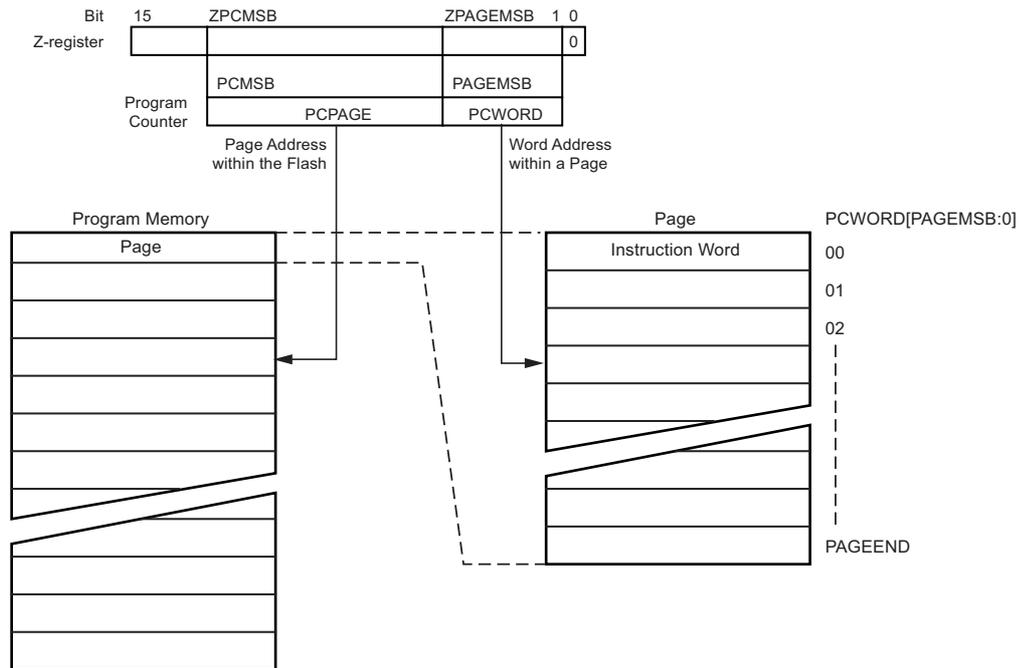 Bit 15 ZPCMSB ZPAGEMSB 1 0
Z-register 0
PCMSB PAGEMSB
Program
Counter
PCPAGE PCWORD
Page Address
within the Flash
Word Address
within a Page
Program Memory Page PCWORD[PAGEMSB:0]
Page Instruction Word 00
01
02
PAGEEND